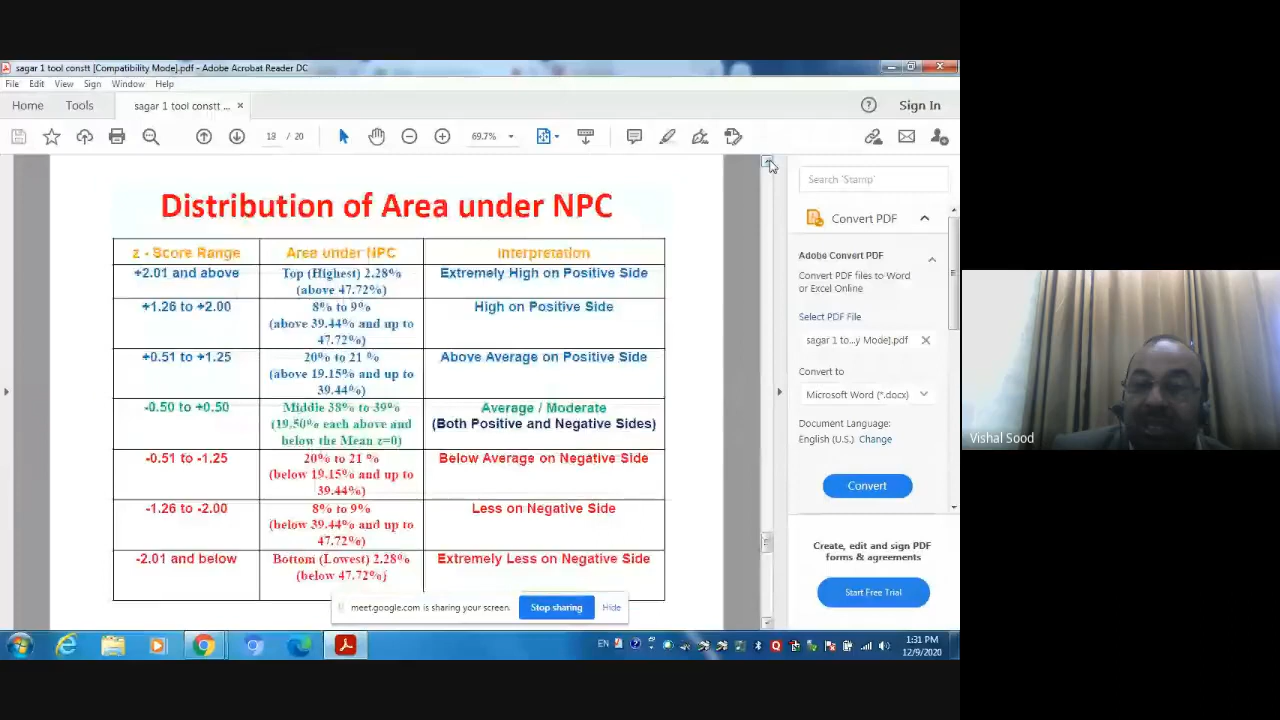 sagar 1 tool constt [Compatibility Mode].pdf - Adobe Acrobat Reader DC
File Edit View Sign Window Help
Home Tools sagar 1 tool constt ... × Sign In
13 / 20 69.7%
Distribution of Area under NPC
z - Score Range Area under NPC Interpretation
+2.01 and above Top (Highest) 2.28% Extremely High on Positive Side
(above 47.72%)
+1.26 to +2.00 8% to 9% High on Positive Side
(above 39.44% and up to
47.72%)
+0.51 to +1.25 20% to 21 % Above Average on Positive Side
(above 19.15% and up to
39.44%)
-0.50 to +0.50 Middle 38% to 39% Average / Moderate
(19.50% each above and (Both Positive and Negative Sides)
below the Mean z=0)
-0.51 to -1.25 20% to 21 % Below Average on Negative Side
(below 19.15% and up to
39.44%)
-1.26 to -2.00 8% to 9% Less on Negative Side
(below 39.44% and up to
47.72%)
-2.01 and below Bottom (Lowest) 2.28% Extremely Less on Negative Side
(below 47.72%)
meet.google.com is sharing your screen. Stop sharing Hide
Search 'Stamp'
Convert PDF
Adobe Convert PDF
Convert PDF files to Word
or Excel Online
Select PDF File
sagar 1 to...y Mode].pdf
Convert to
Microsoft Word (*.docx)
Document Language:
English (U.S.) Change
Convert
Create, edit and sign PDF
forms & agreements
Start Free Trial
EN
1:31 PM
12/9/2020
Vishal Sood